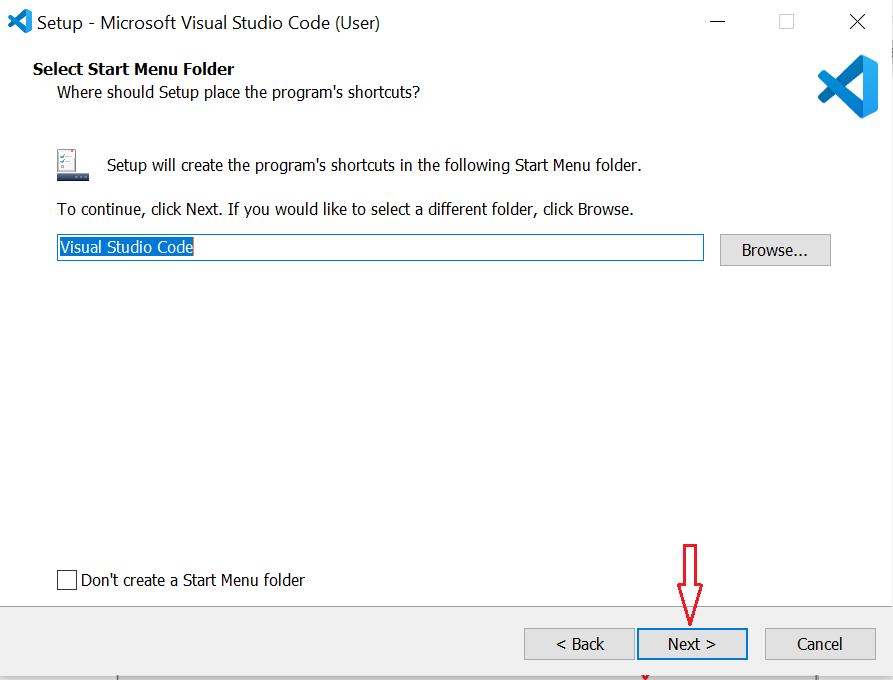 Setup - Microsoft Visual Studio Code (User)
Select Start Menu Folder
Where should Setup place the program's shortcuts?
Setup will create the program's shortcuts in the following Start Menu folder.
To continue, click Next. If you would like to select a different folder, click Browse.
Visual Studio Code
Browse...
Don't create a Start Menu folder
< Back
Next >
Cancel